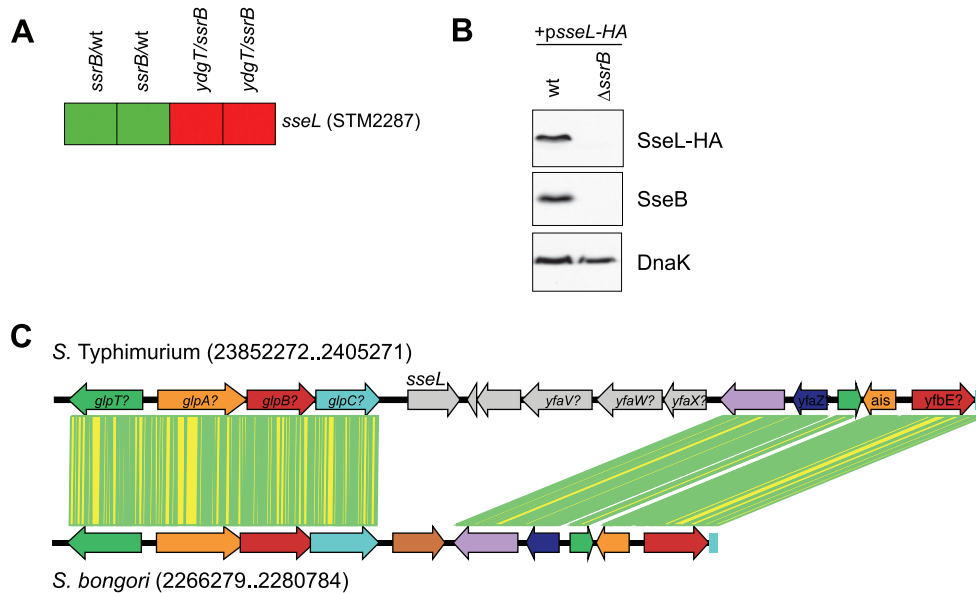 A
ssrB/wt
ssrB/wt
ydgT/ssrB
ydgT/ssrB
sseL (STM2287)
B
+psseL-HA
wt
ΔssrB
SseL-HA
SseB
DnaK
C
S. Typhimurium (23852272..2405271)
sseL
glpT?
glpA?
glpB?
glpC?
yfaV?
yfaW?
yfaX?
yfaZ
ais
yfbE?
S. bongori (2266279..2280784)